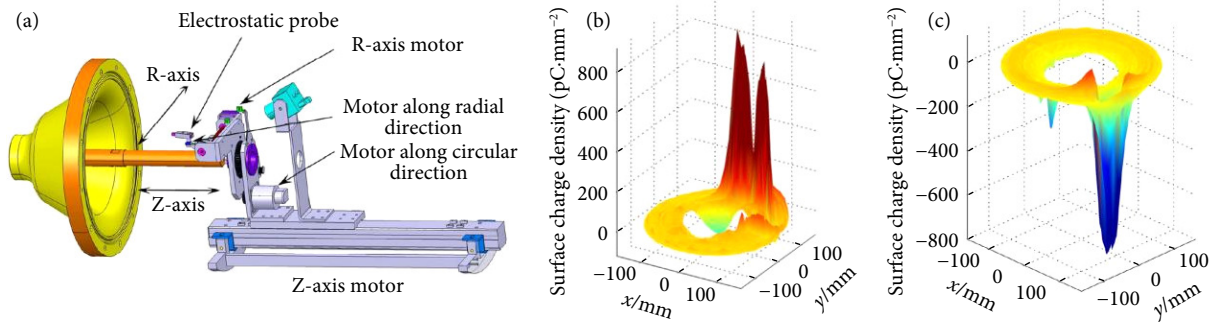 (a)
Electrostatic probe
R-axis motor
R-axis
Motor along radial
direction
Motor along circular
direction
Z-axis
Z-axis motor
(b)
Surface charge density (pC·mm−2)
800
600
400
200
0
−100
0
100
x/mm
−100
0
100
y/mm
(c)
Surface charge density (pC·mm−2)
0
−200
−400
−600
−800
−100
0
100
x/mm
−100
0
100
y/mm